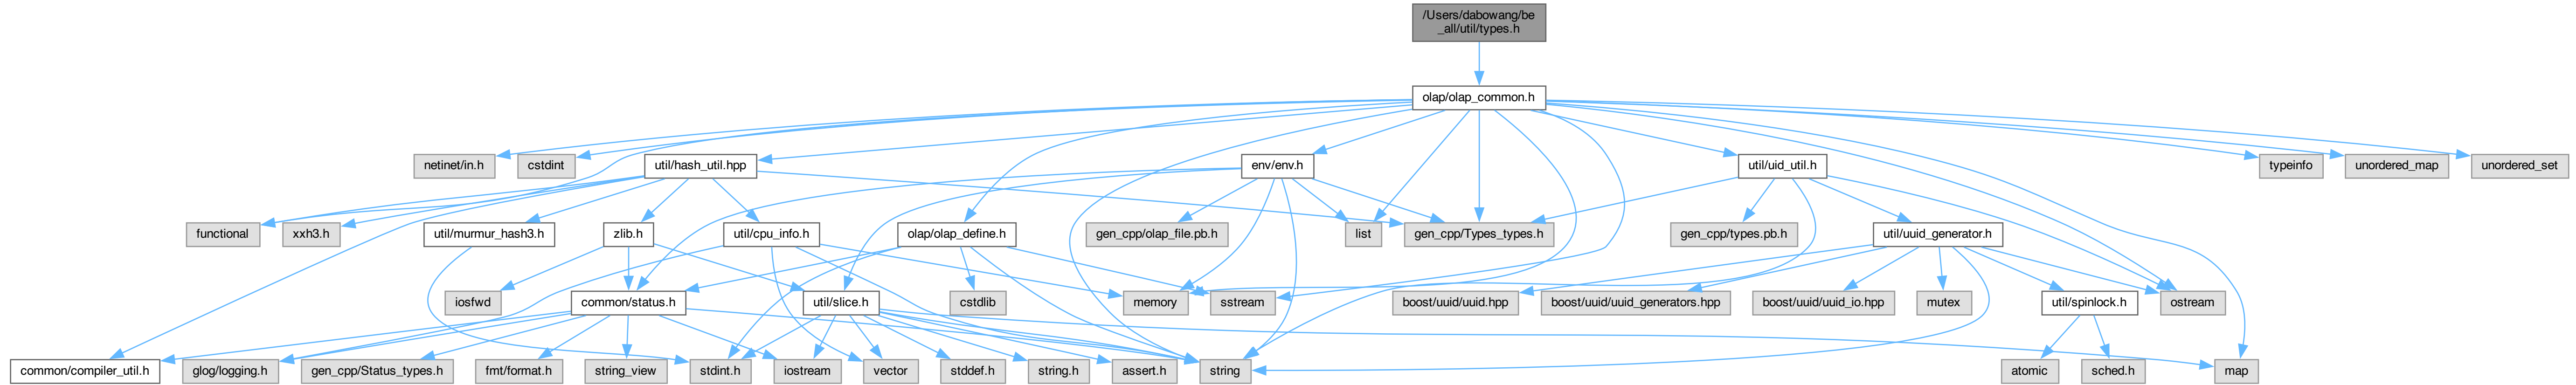 /Users/dabowang/be
_all/util/types.h
olap/olap_common.h
netinet/in.h
cstdint
util/hash_util.hpp
env/env.h
util/uid_util.h
typeinfo
unordered_map
unordered_set
functional
xxh3.h
util/murmur_hash3.h
zlib.h
util/cpu_info.h
olap/olap_define.h
gen_cpp/olap_file.pb.h
list
gen_cpp/Types_types.h
gen_cpp/types.pb.h
util/uuid_generator.h
iosfwd
common/status.h
util/slice.h
cstdlib
memory
sstream
boost/uuid/uuid.hpp
boost/uuid/uuid_generators.hpp
boost/uuid/uuid_io.hpp
mutex
util/spinlock.h
ostream
common/compiler_util.h
glog/logging.h
gen_cpp/Status_types.h
fmt/format.h
string_view
stdint.h
iostream
vector
stddef.h
string.h
assert.h
string
atomic
sched.h
map